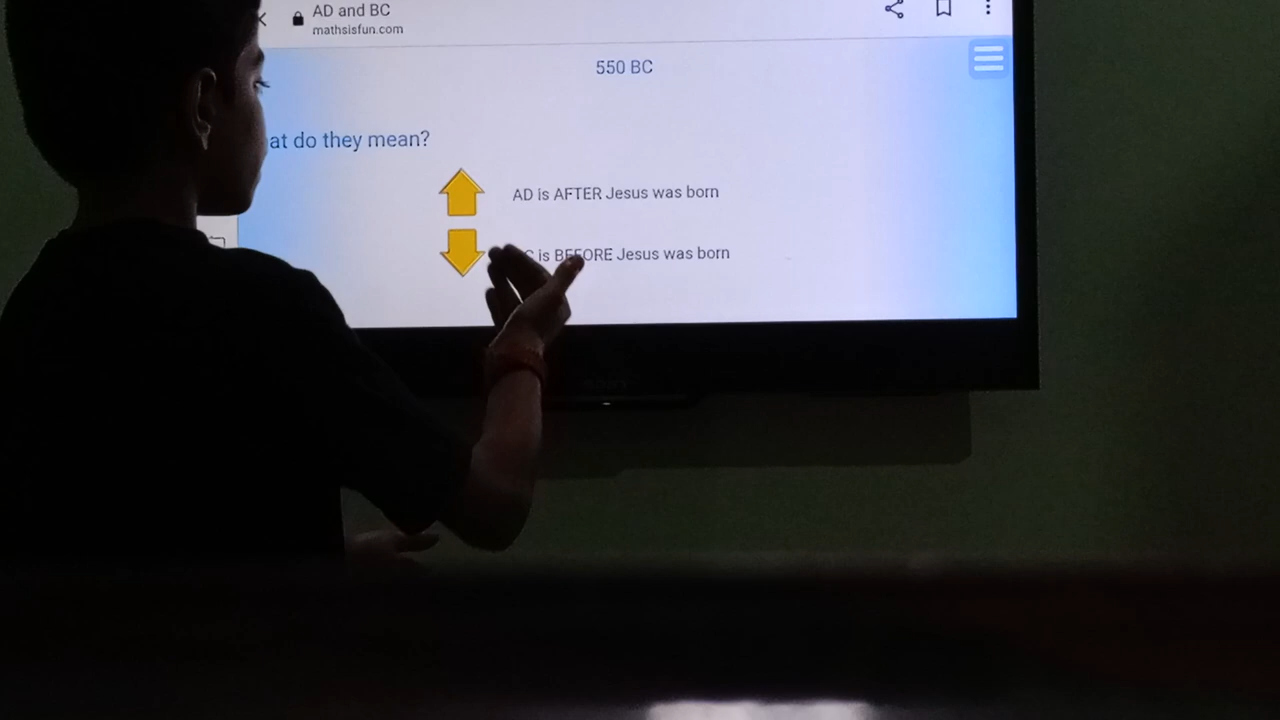 AD and BC
mathsisfun.com
550 BC
at do they mean?
AD is AFTER Jesus was born
is BEFORE Jesus was born